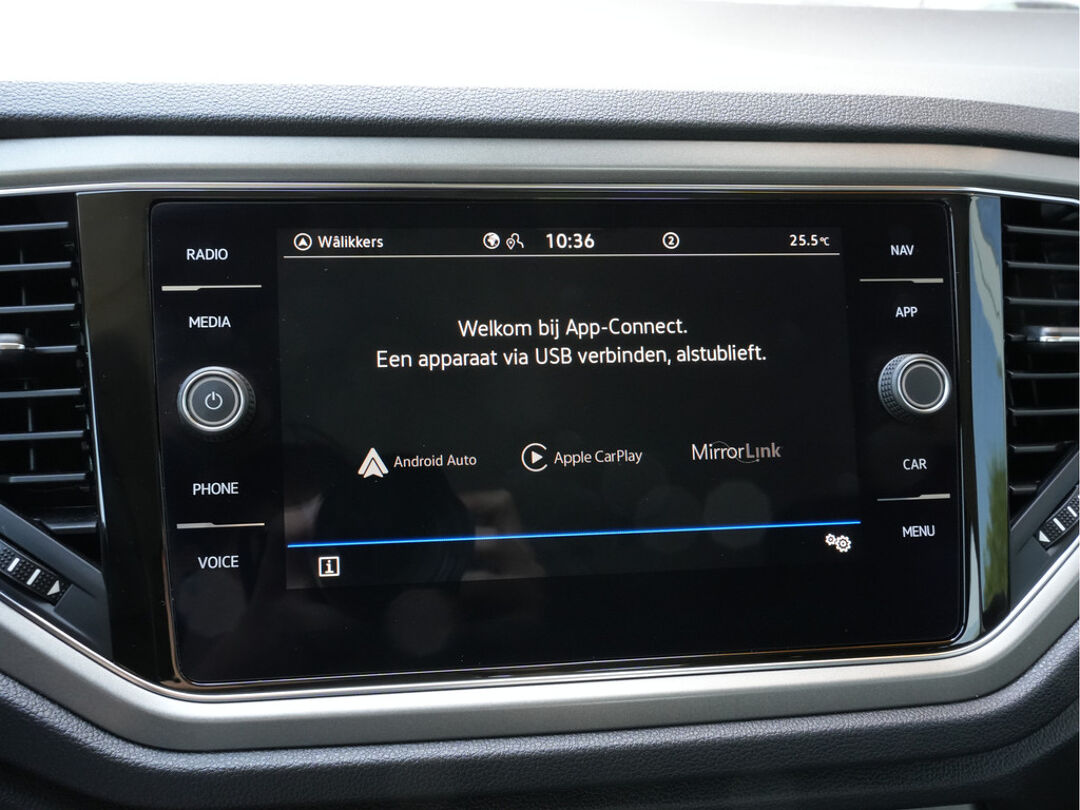 RADIO
MEDIA
PHONE
VOICE
Wâlikkers 10:36 2 25.5°C
Welkom bij App-Connect.
Een apparaat via USB verbinden, alstublieft.
Android Auto Apple CarPlay MirrorLink
i
NAV
APP
CAR
MENU